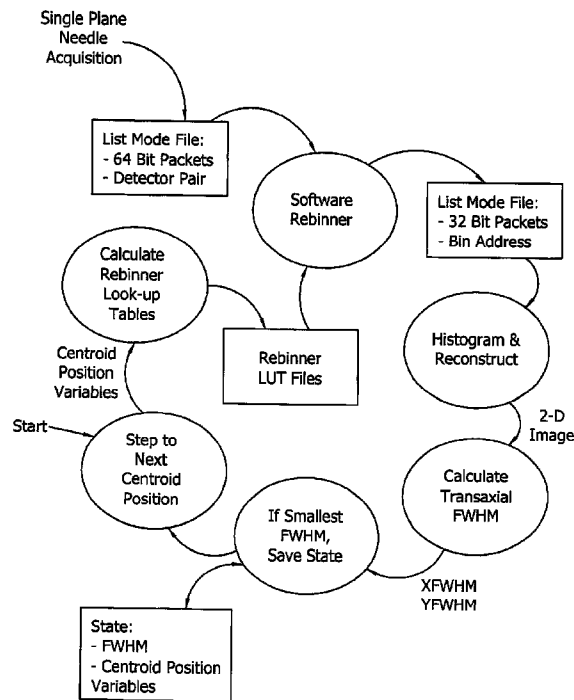 Single Plane
Needle
Acquisition
List Mode File:
- 64 Bit Packets
- Detector Pair
Software
Rebinner
List Mode File:
- 32 Bit Packets
- Bin Address
Calculate
Rebinner
Look-up
Tables
Rebinner
LUT Files
Histogram &
Reconstruct
Centroid
Position
Variables
2-D
Image
Start
Step to
Next
Centroid
Position
If Smallest
FWHM,
Save State
Calculate
Transaxial
FWHM
XFWHM
YFWHM
State:
- FWHM
- Centroid Position
Variables